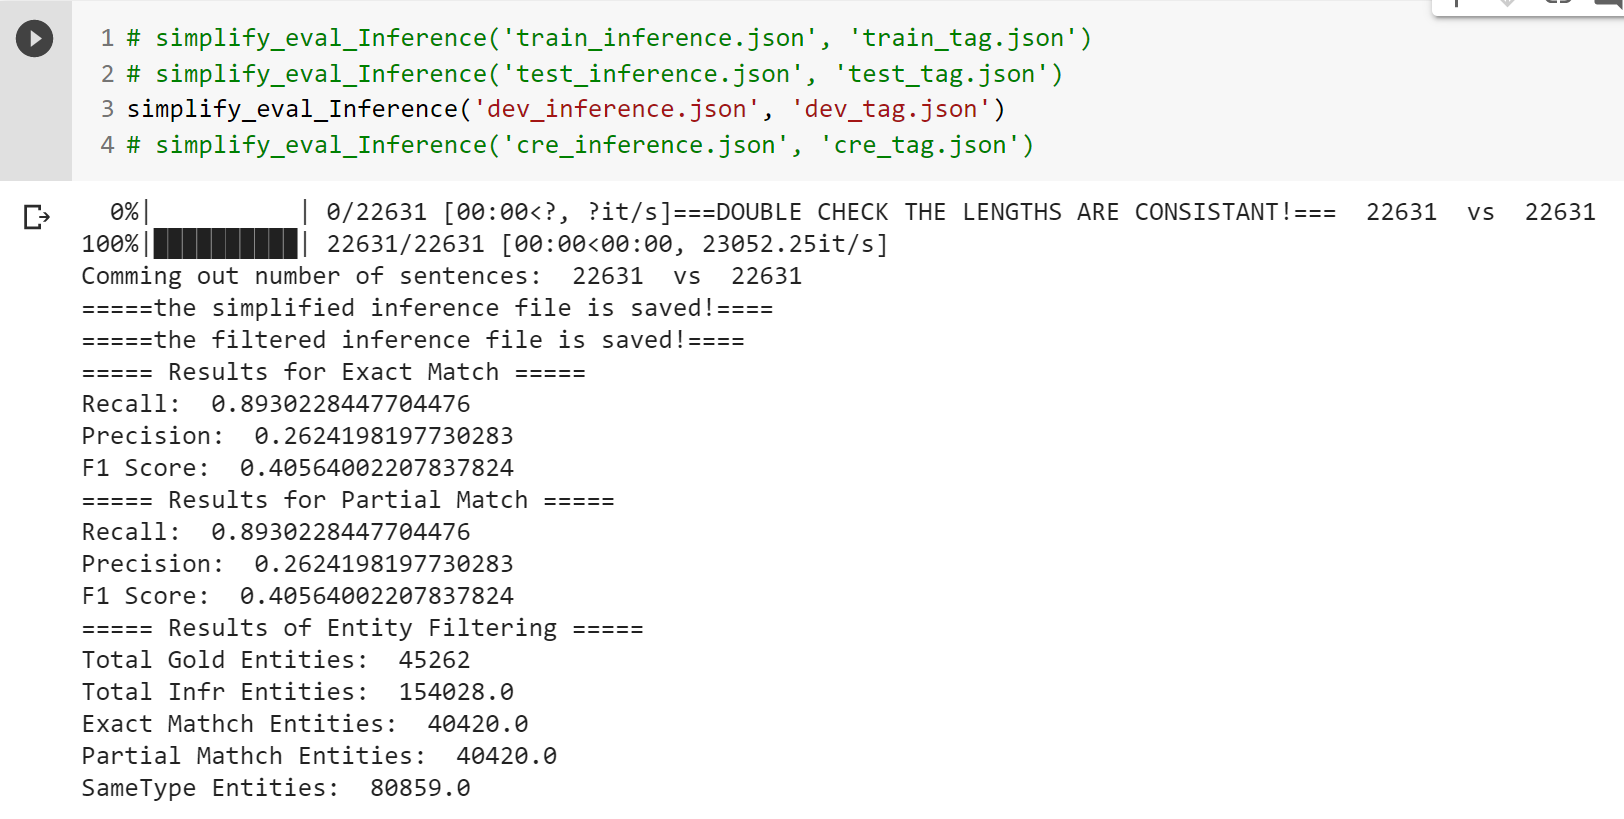 1 # simplify_eval_Inference('train_inference.json', 'train_tag.json')
2 # simplify_eval_Inference('test_inference.json', 'test_tag.json')
3 simplify_eval_Inference('dev_inference.json', 'dev_tag.json')
4 # simplify_eval_Inference('cre_inference.json', 'cre_tag.json')
0%| | 0/22631 [00:00<?, ?it/s]===DOUBLE CHECK THE LENGTHS ARE CONSISTANT!=== 22631 vs 22631
100%|██████████| 22631/22631 [00:00<00:00, 23052.25it/s]
Comming out number of sentences: 22631 vs 22631
=====the simplified inference file is saved!====
=====the filtered inference file is saved!====
===== Results for Exact Match =====
Recall: 0.8930228447704476
Precision: 0.2624198197730283
F1 Score: 0.40564002207837824
===== Results for Partial Match =====
Recall: 0.8930228447704476
Precision: 0.2624198197730283
F1 Score: 0.40564002207837824
===== Results of Entity Filtering =====
Total Gold Entities: 45262
Total Infr Entities: 154028.0
Exact Mathch Entities: 40420.0
Partial Mathch Entities: 40420.0
SameType Entities: 80859.0